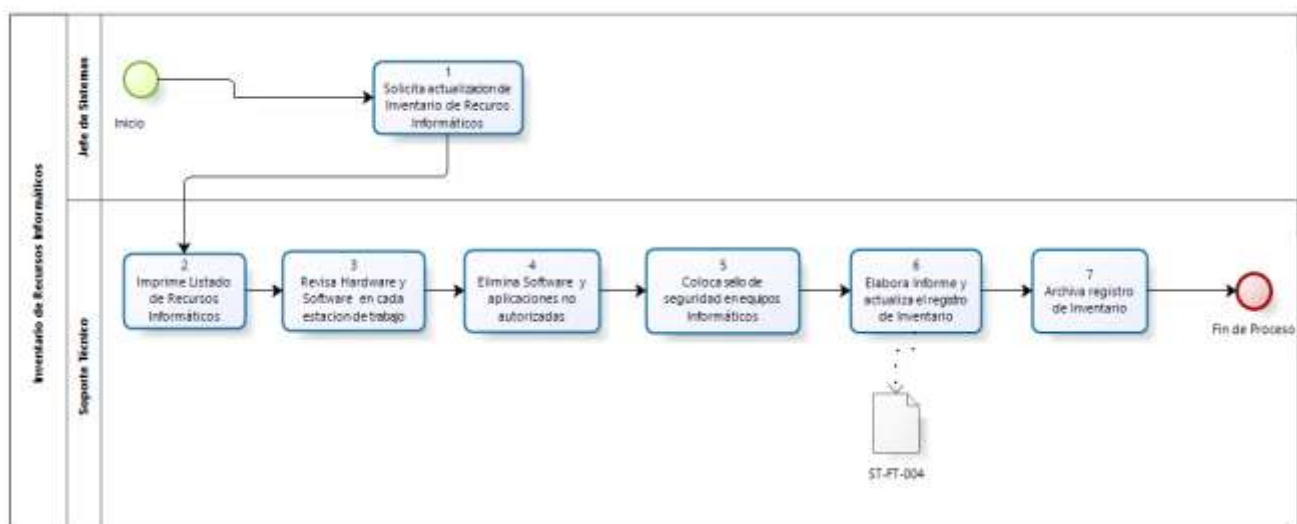 Inventario de Recursos Informáticos
Jefe de Sistemas
Inicio
1
Solicita actualizacion de
Inventario de Recuros
Informáticos
Soporte Técnico
2
Imprime Listado
de Recursos
Informáticos
3
Revisa Hardware y
Software en cada
estacion de trabajo
4
Elimina Software y
aplicaciones no
autorizadas
5
Coloca sello de
seguridad en equipos
Informáticos
6
Elabora Informe y
actualiza el registro
de Inventario
7
Archiva registro
de Inventario
Fin de Proceso
ST-FT-004